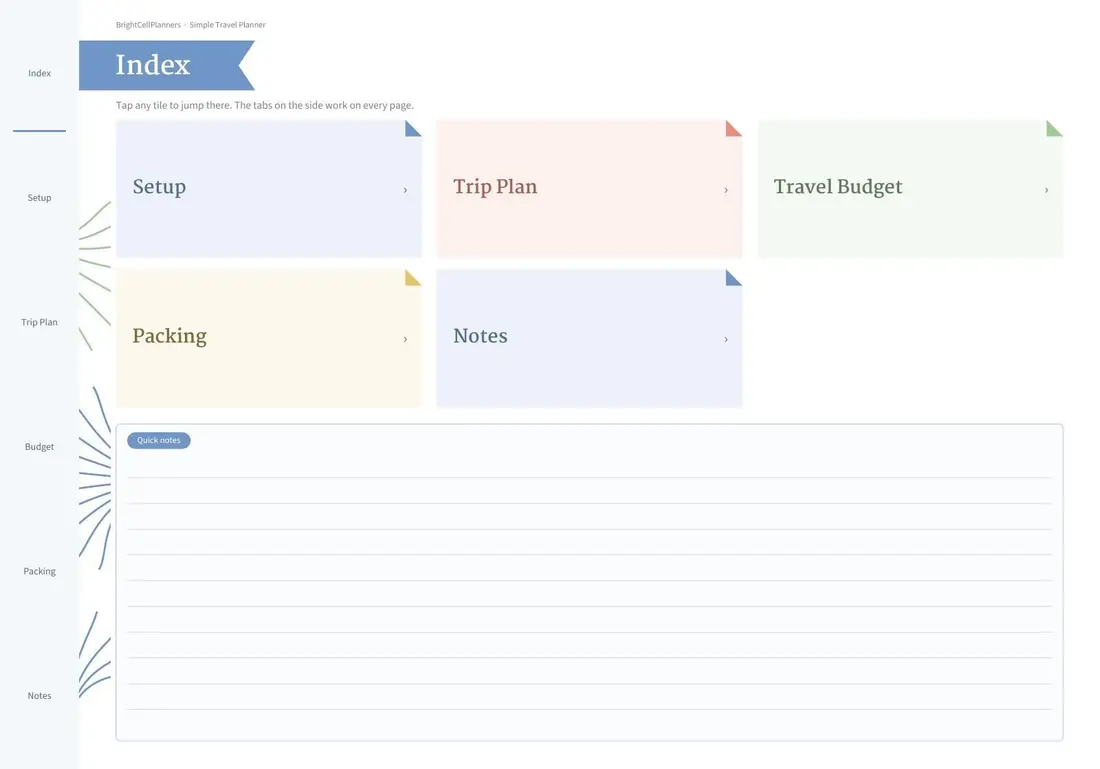 BrightCellPlanners · Simple Travel Planner
Index
Tap any tile to jump there. The tabs on the side work on every page.
Index
Setup
Trip Plan
Budget
Packing
Notes
Setup ›
Trip Plan ›
Travel Budget ›
Packing ›
Notes ›
Quick notes